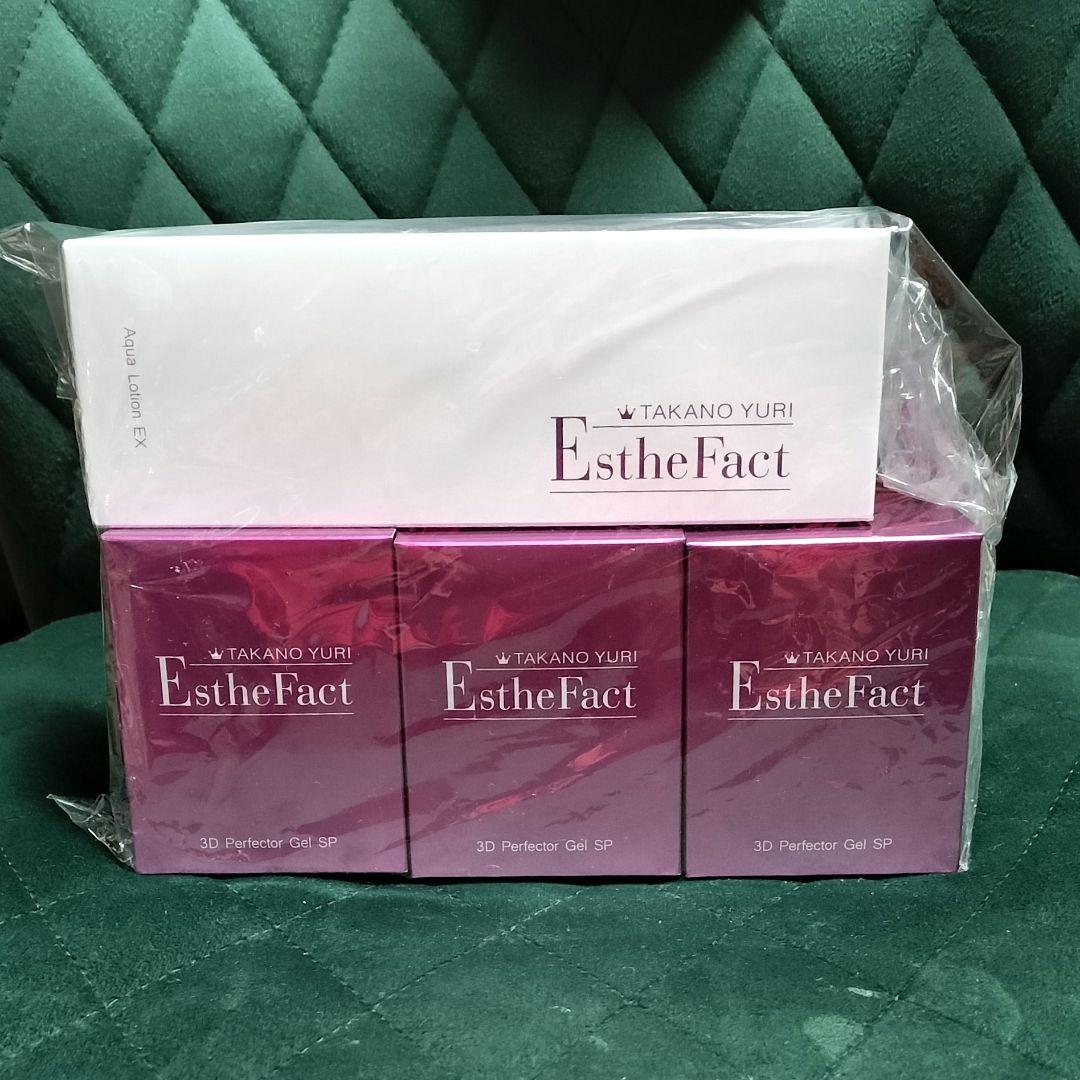 Aqua Lotion EX
TAKANO YURI
EstheFact
TAKANO YURI
EstheFact
3D Perfector Gel SP
TAKANO YURI
EstheFact
3D Perfector Gel SP
TAKANO YURI
EstheFact
3D Perfector Gel SP